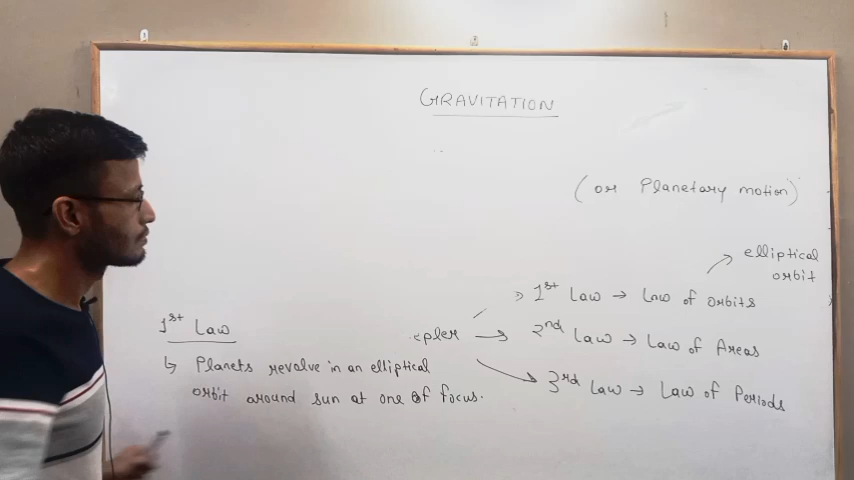 GRAVITATION
(or Planetary motion)
elliptical
orbit
1st Law → Law of orbits
epler → 2nd Law → Law of Areas
3rd Law → Law of Periods
1st Law
↳ Planets revolve in an elliptical
orbit around sun at one of focus.